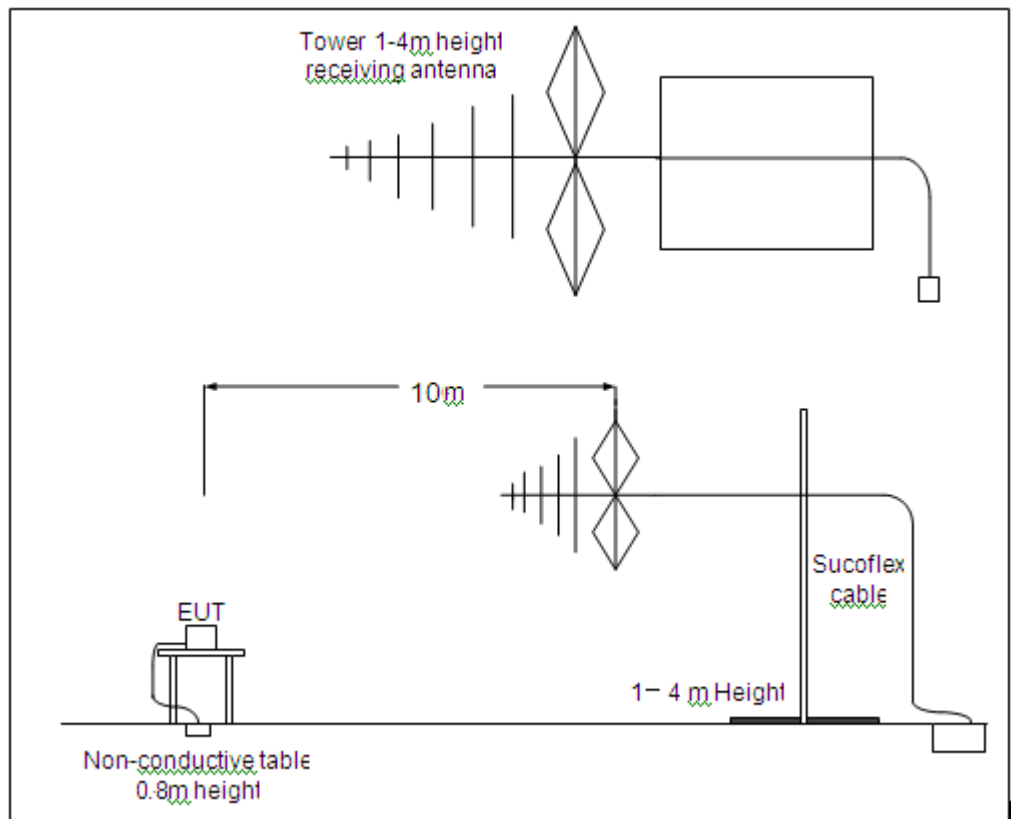 Tower 1-4m height
receiving antenna
10m
Sucoflex
cable
EUT
1– 4 m Height
Non-conductive table
0.8m height